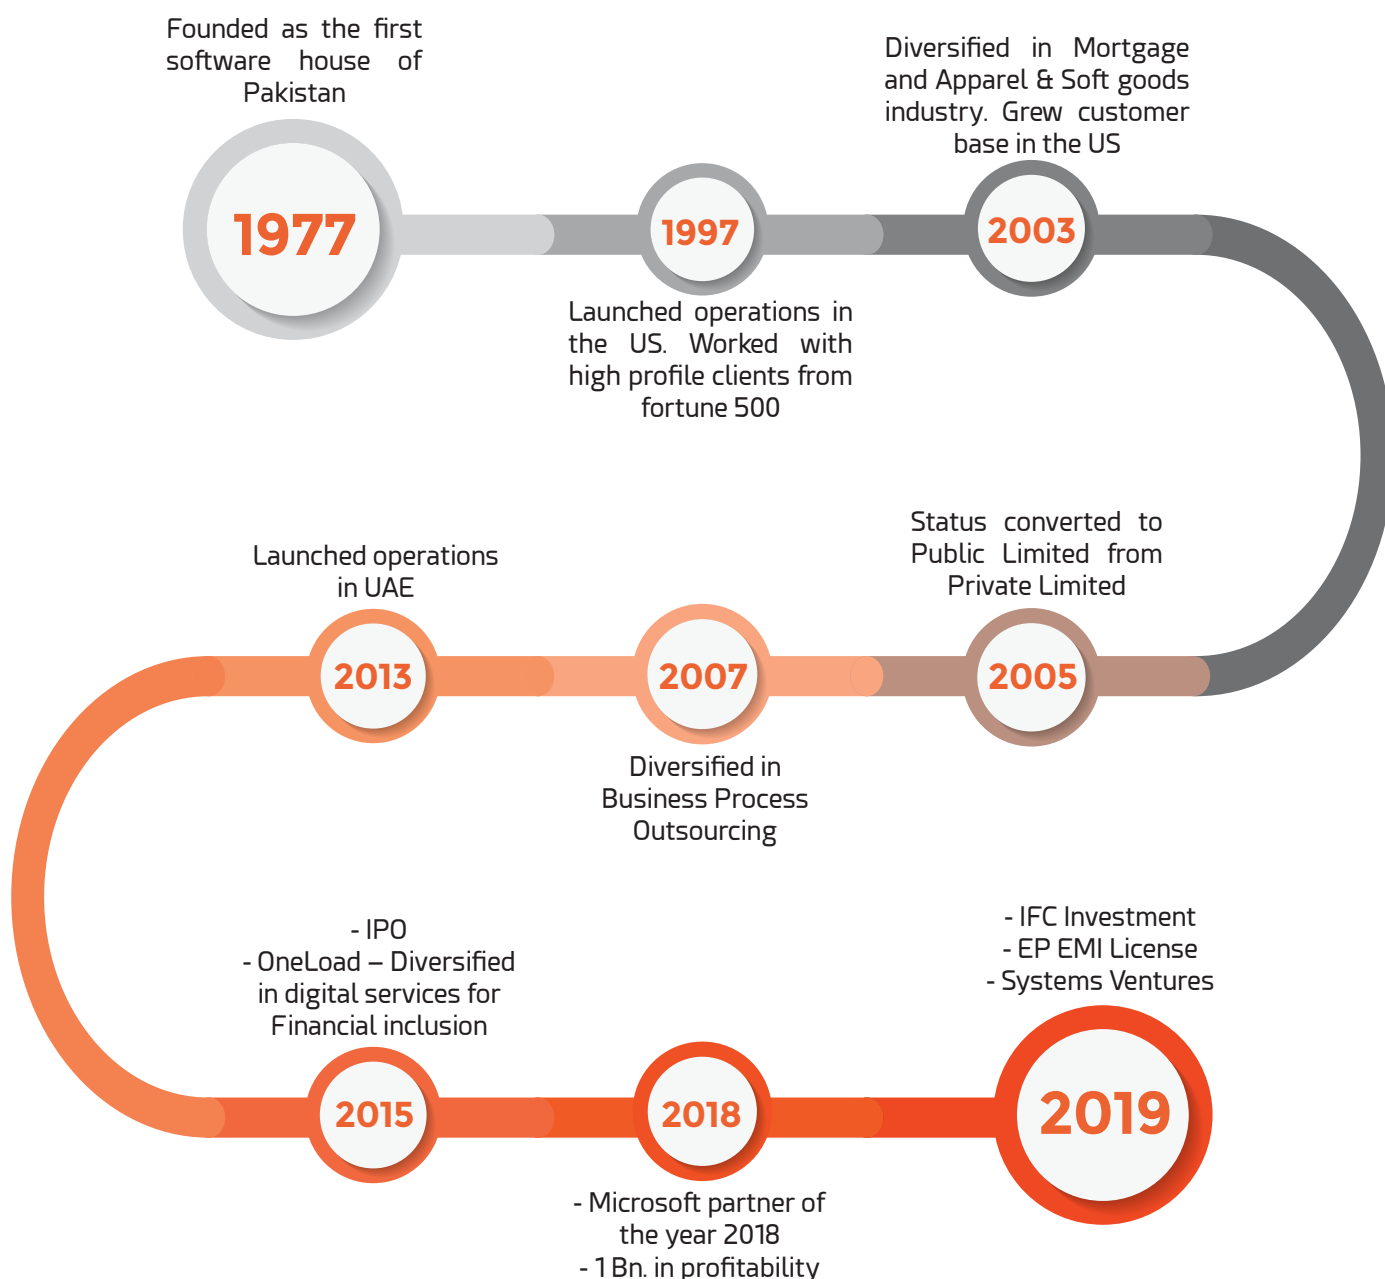 Founded as the first
software house of
Pakistan
1977
1997
Launched operations in
the US. Worked with
high profile clients from
fortune 500
Diversified in Mortgage
and Apparel & Soft goods
industry. Grew customer
base in the US
2003
Status converted to
Public Limited from
Private Limited
2005
2007
Diversified in
Business Process
Outsourcing
Launched operations
in UAE
2013
- IPO
- OneLoad – Diversified
in digital services for
Financial inclusion
2015
2018
- Microsoft partner of
the year 2018
- 1 Bn. in profitability
- IFC Investment
- EP EMI License
- Systems Ventures
2019